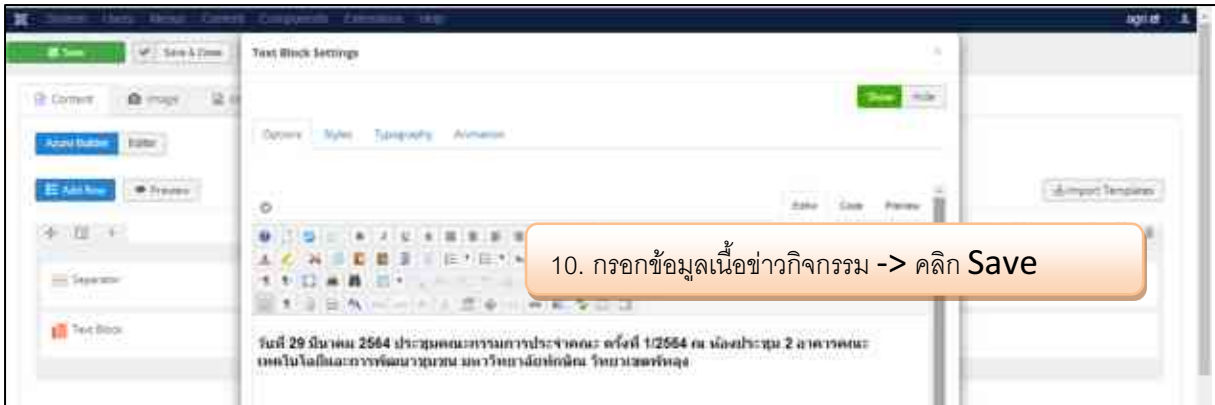 System Users Menus Content Components Extensions Help
Save Save & Close
Text Block Settings
Content Image
Show Hide
Options Styles Typography Animation
Editor
Add New Preview
Import Templates
Editor Code Preview
10. กรอกข้อมูลเนื้อข่าวกิจกรรม -> คลิก Save
Separator
Text Block
วันที่ 29 มีนาคม 2564 ประชุมคณะกรรมการประจำคณะ ครั้งที่ 1/2564 ณ ห้องประชุม 2 อาคารคณะ
เทคโนโลยีและการพัฒนาชุมชน มหาวิทยาลัยทักษิณ วิทยาเขตพัทลุง